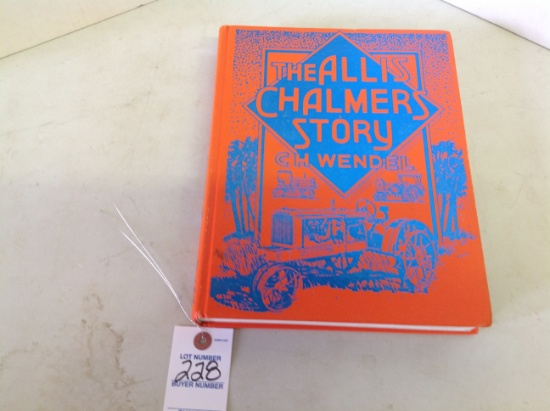 THE ALLIS
CHALMERS
STORY
C.H. WENDEL
LOT NUMBER
228
BUYER NUMBER